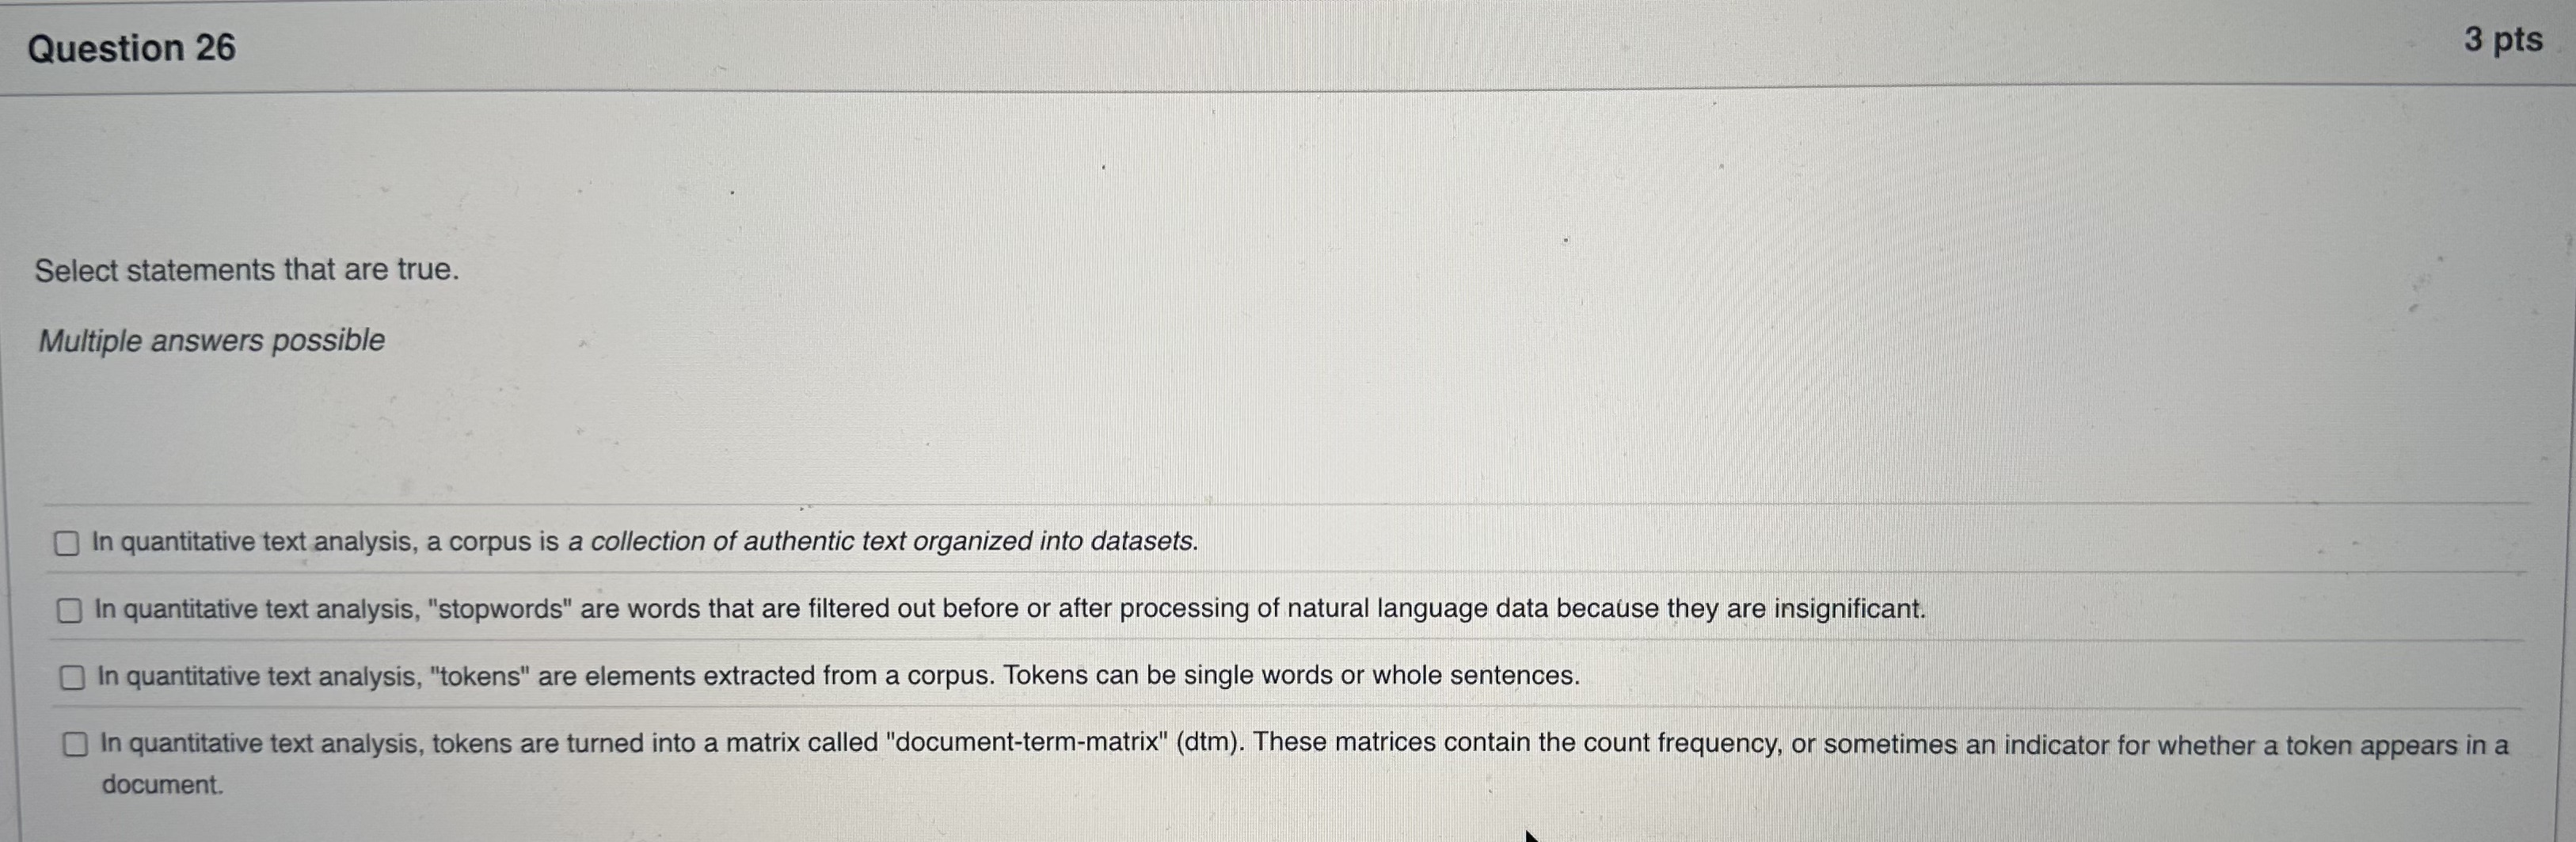 Question 26
3 pts
Select statements that are true.
Multiple answers possible
In quantitative text analysis, a corpus is a collection of authentic text organized into datasets.
In quantitative text analysis, "stopwords" are words that are filtered out before or after processing of natural language data because they are insignificant.
In quantitative text analysis, "tokens" are elements extracted from a corpus. Tokens can be single words or whole sentences.
In quantitative text analysis, tokens are turned into a matrix called "document-term-matrix" (dtm). These matrices contain the count frequency, or sometimes an indicator for whether a token appears in a
document.